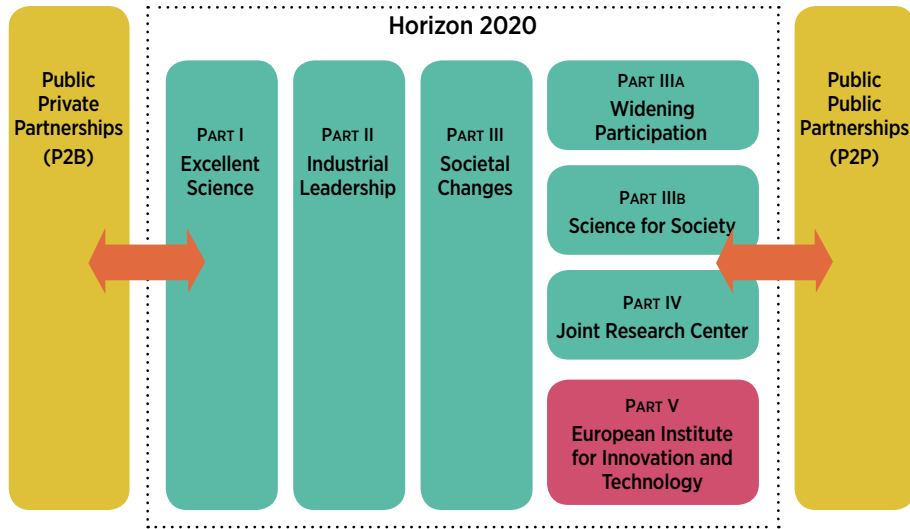 Horizon 2020
Public
Private
Partnerships
(P2B)
PART I
Excellent
Science
PART II
Industrial
Leadership
PART III
Societal
Changes
PART IIIA
Widening
Participation
PART IIIB
Science for Society
PART IV
Joint Research Center
PART V
European Institute
for Innovation and
Technology
Public
Public
Partnerships
(P2P)